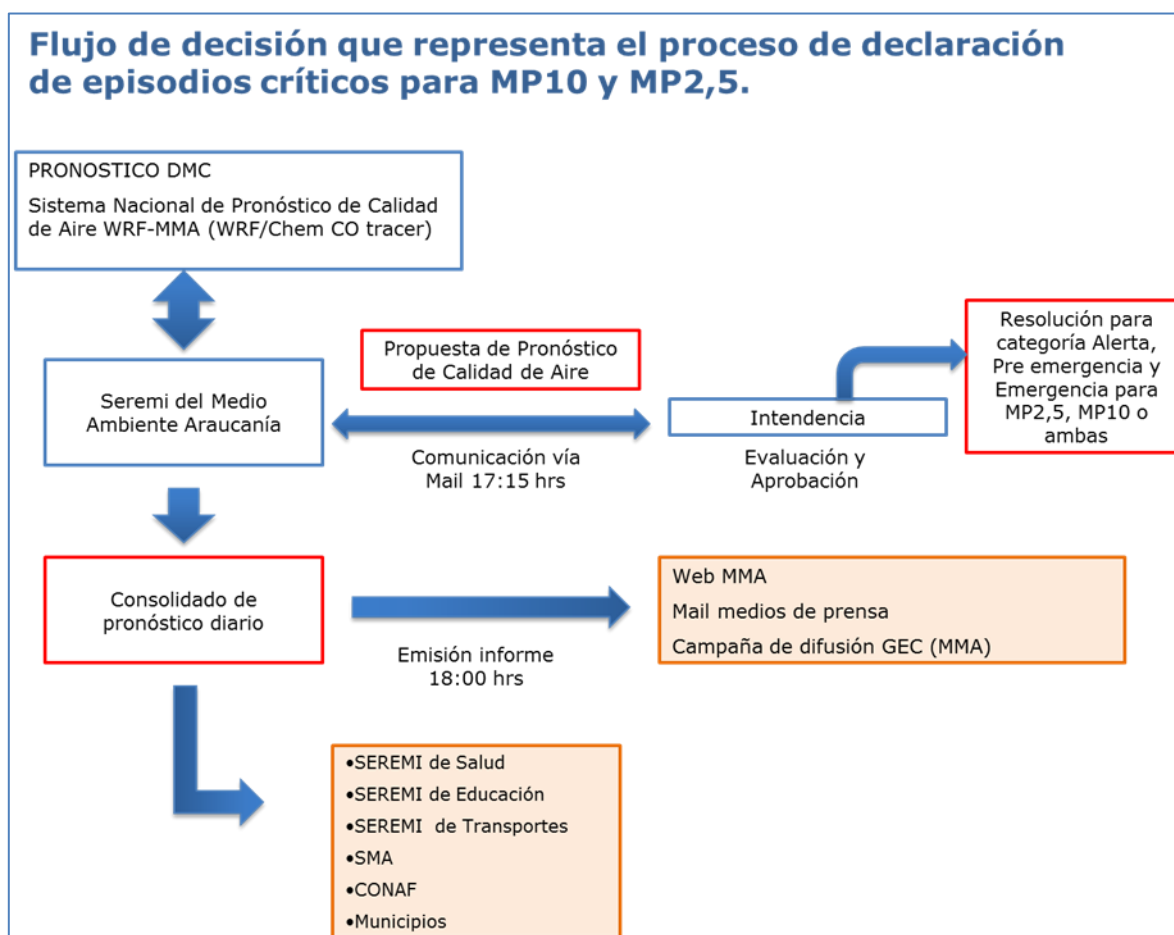 Flujo de decisión que representa el proceso de declaración
de episodios críticos para MP10 y MP2,5.
PRONOSTICO DMC
Sistema Nacional de Pronóstico de Calidad
de Aire WRF-MMA (WRF/Chem CO tracer)
Seremi del Medio
Ambiente Araucanía
Propuesta de Pronóstico
de Calidad de Aire
Comunicación vía
Mail 17:15 hrs
Intendencia
Evaluación y
Aprobación
Resolución para
categoría Alerta,
Pre emergencia y
Emergencia para
MP2,5, MP10 o
ambas
Consolidado de
pronóstico diario
Emisión informe
18:00 hrs
Web MMA
Mail medios de prensa
Campaña de difusión GEC (MMA)
•SEREMI de Salud
•SEREMI de Educación
•SEREMI de Transportes
•SMA
•CONAF
•Municipios